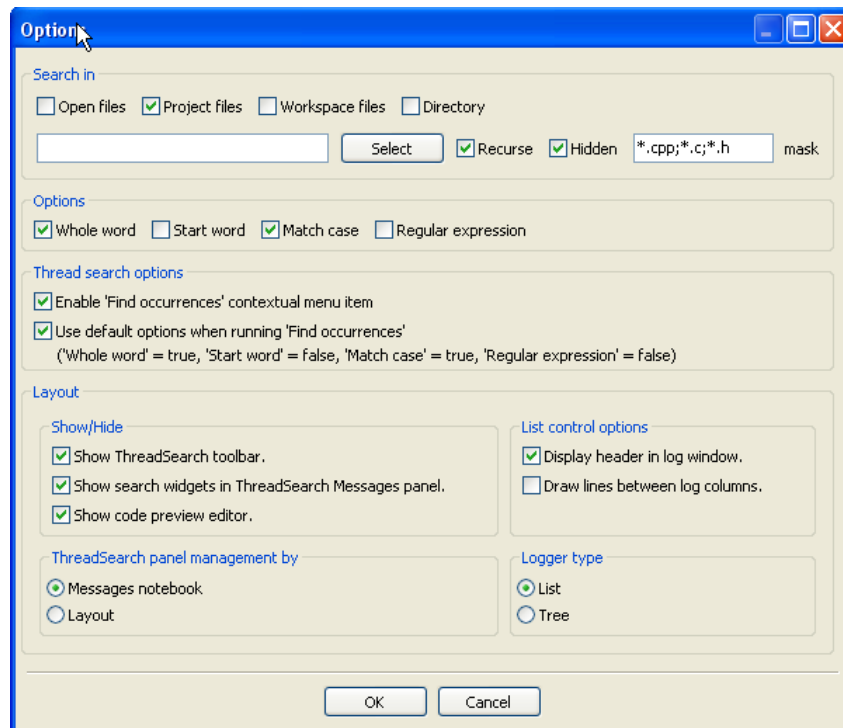 Options
Search in
Open files Project files Workspace files Directory
Select Recurse Hidden *.cpp;*.c;*.h mask
Options
Whole word Start word Match case Regular expression
Thread search options
Enable 'Find occurrences' contextual menu item
Use default options when running 'Find occurrences'
('Whole word' = true, 'Start word' = false, 'Match case' = true, 'Regular expression' = false)
Layout
Show/Hide
Show ThreadSearch toolbar.
Show search widgets in ThreadSearch Messages panel.
Show code preview editor.
List control options
Display header in log window.
Draw lines between log columns.
ThreadSearch panel management by
Messages notebook
Layout
Logger type
List
Tree
OK Cancel